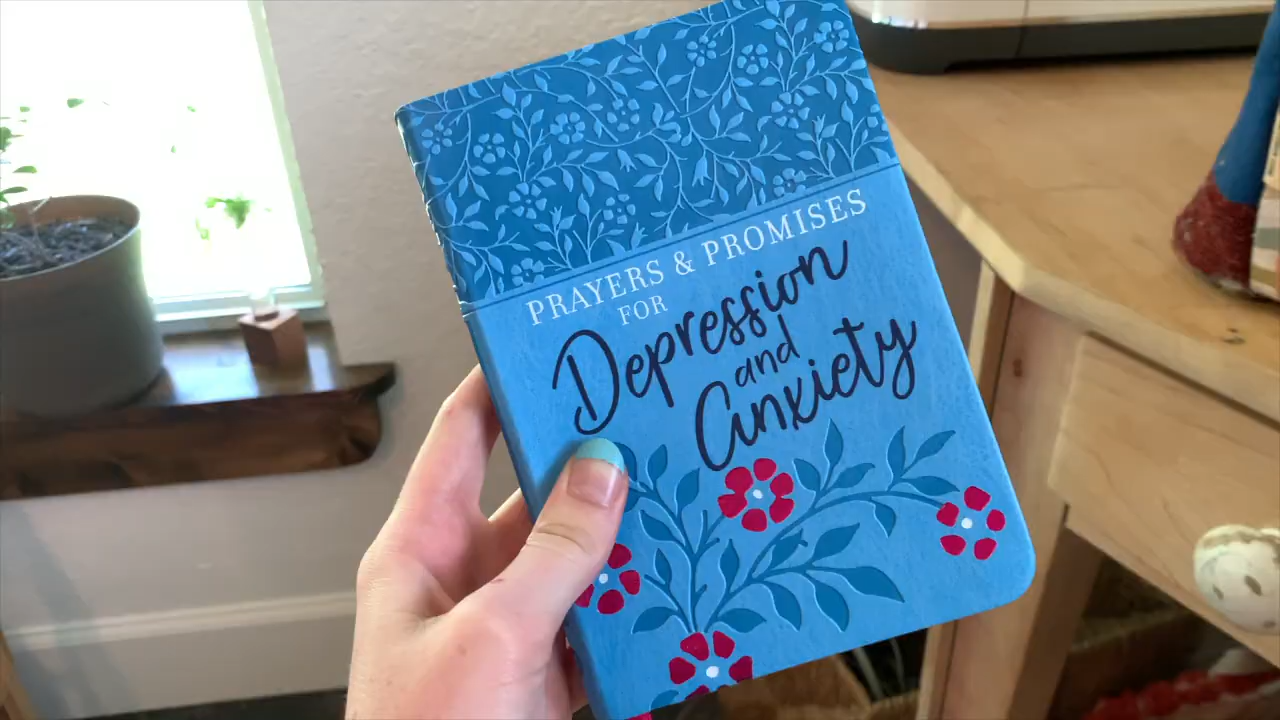 PRAYERS & PROMISES
FOR
Depression
and
Anxiety